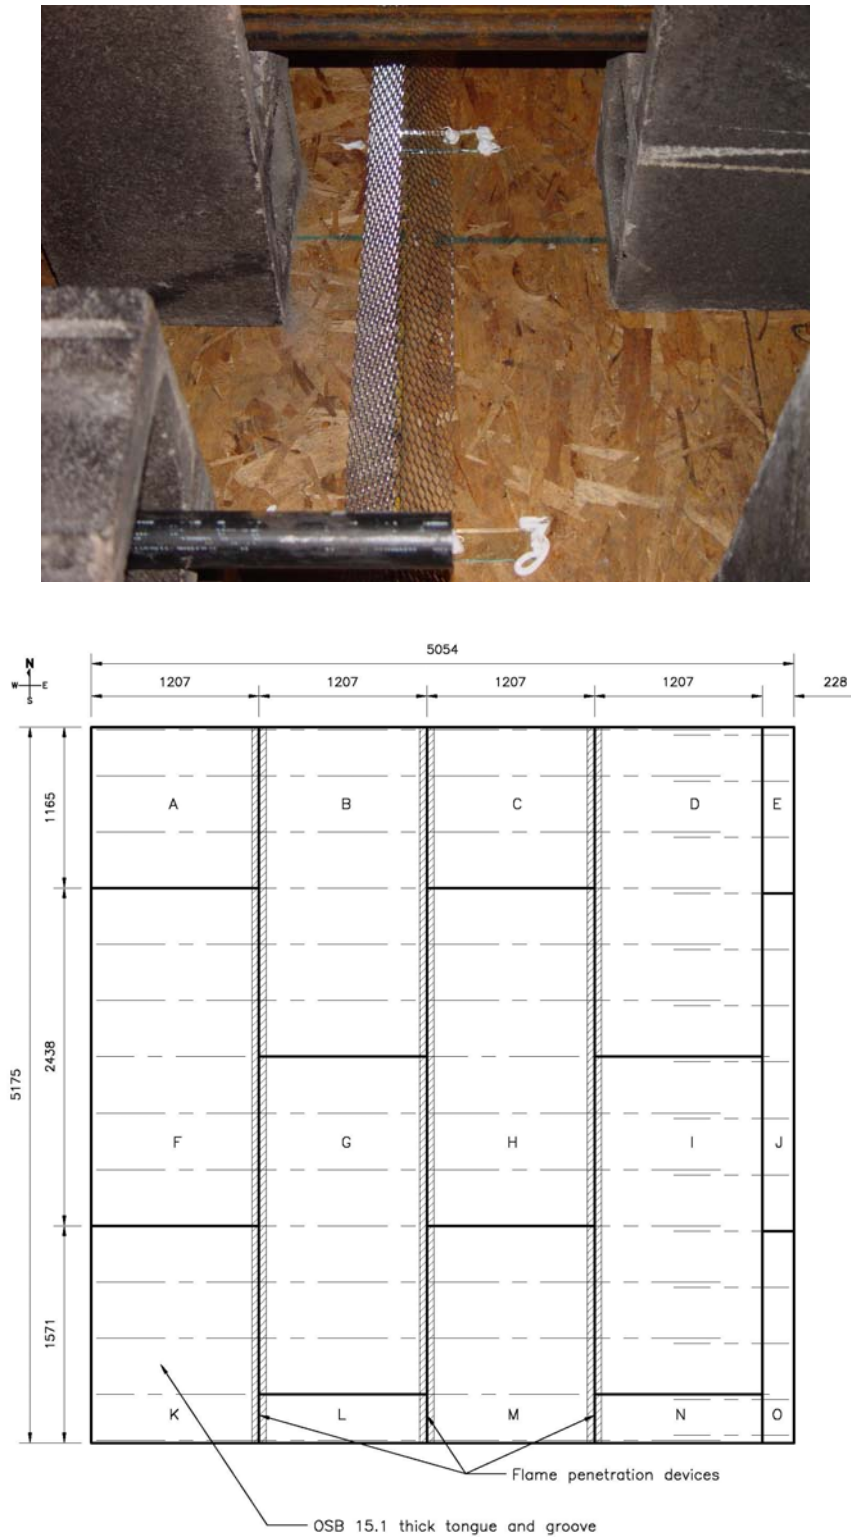 5054
N
W E
S
1207 1207 1207 1207 228
1165
A B C D E
5175
2438
F G H I J
1571
K L M N O
Flame penetration devices
OSB 15.1 thick tongue and groove